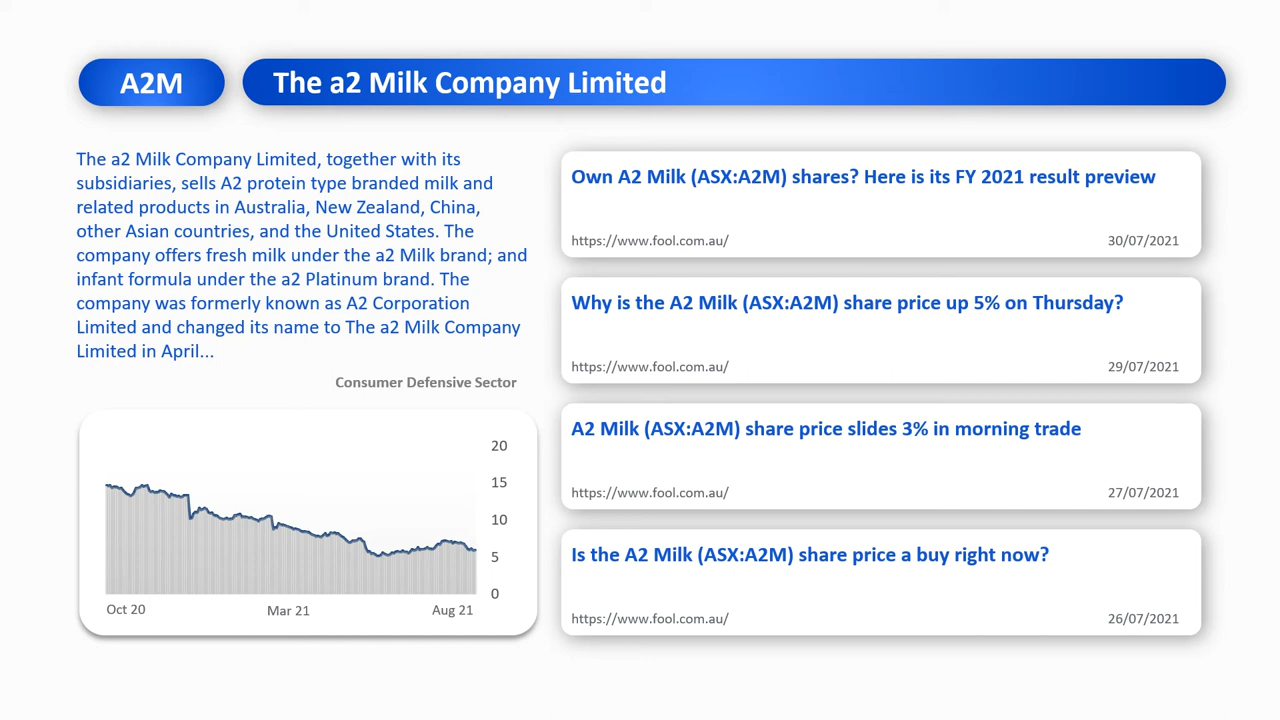 A2M
The a2 Milk Company Limited
The a2 Milk Company Limited, together with its
subsidiaries, sells A2 protein type branded milk and
related products in Australia, New Zealand, China,
other Asian countries, and the United States. The
company offers fresh milk under the a2 Milk brand; and
infant formula under the a2 Platinum brand. The
company was formerly known as A2 Corporation
Limited and changed its name to The a2 Milk Company
Limited in April...
Consumer Defensive Sector
20
15
10
5
0
Oct 20
Mar 21
Aug 21
Own A2 Milk (ASX:A2M) shares? Here is its FY 2021 result preview
https://www.fool.com.au/
30/07/2021
Why is the A2 Milk (ASX:A2M) share price up 5% on Thursday?
https://www.fool.com.au/
29/07/2021
A2 Milk (ASX:A2M) share price slides 3% in morning trade
https://www.fool.com.au/
27/07/2021
Is the A2 Milk (ASX:A2M) share price a buy right now?
https://www.fool.com.au/
26/07/2021